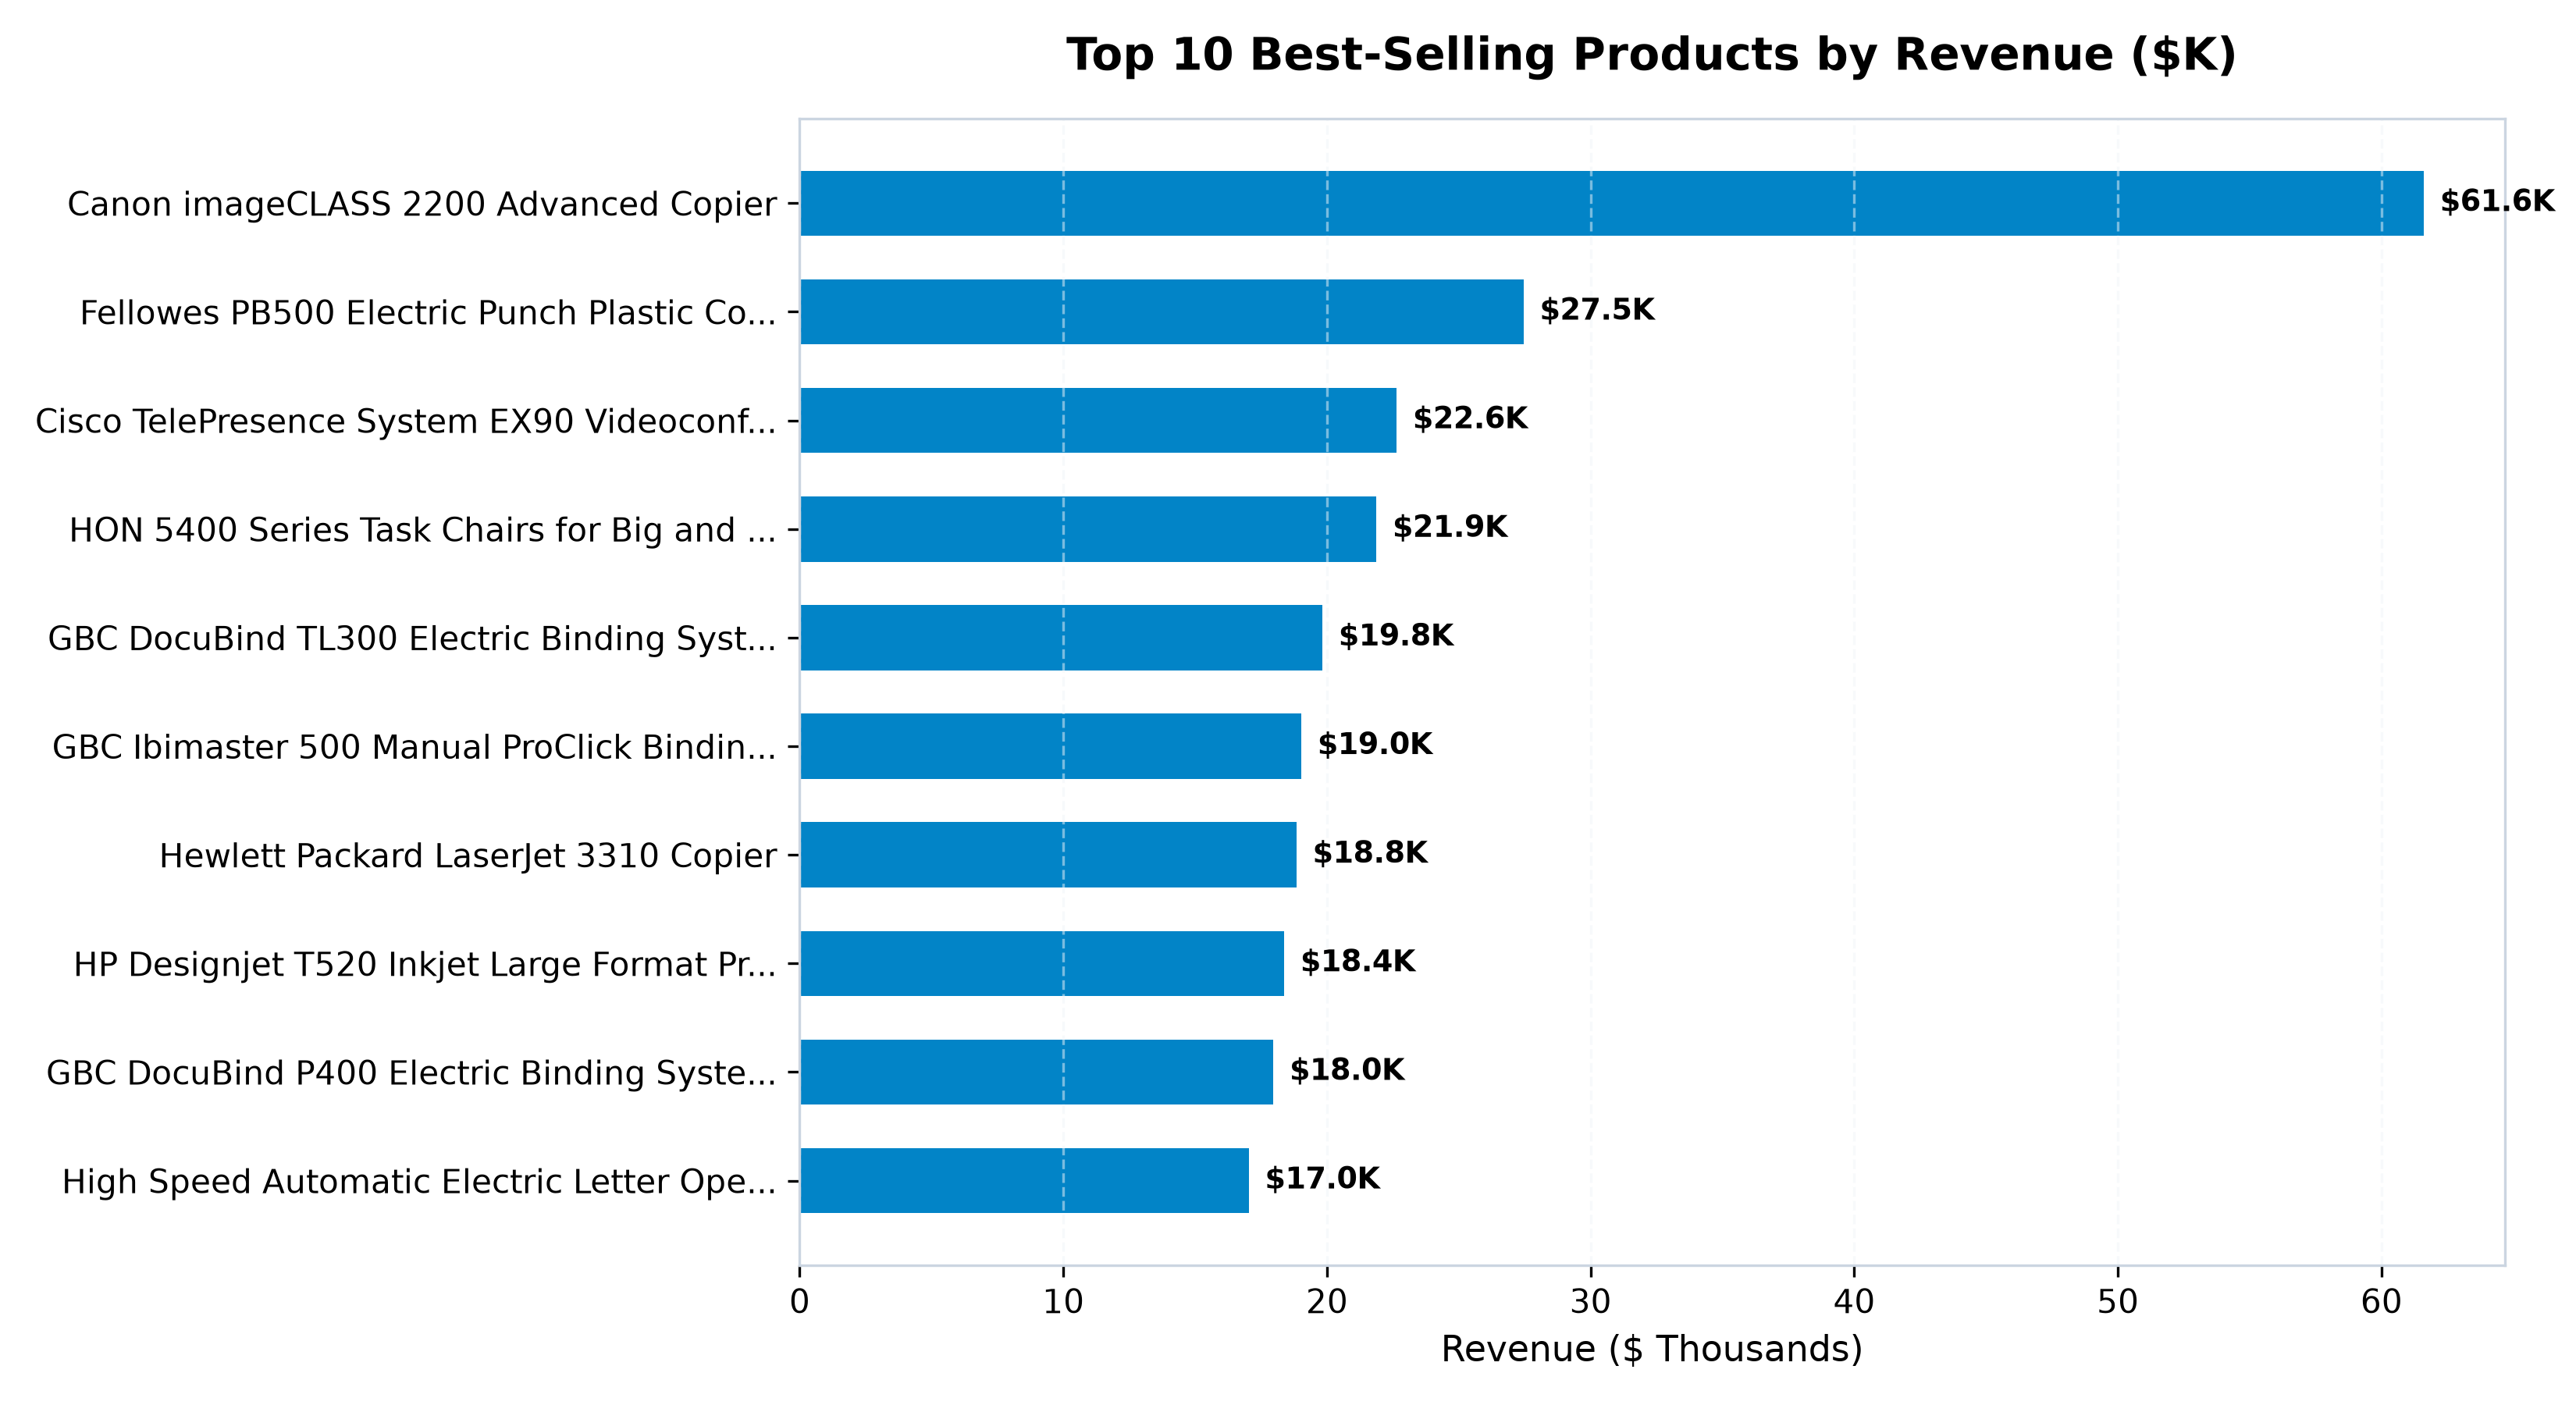 Top 10 Best-Selling Products by Revenue ($K)
Canon imageCLASS 2200 Advanced Copier $61.6K
Fellowes PB500 Electric Punch Plastic Co... $27.5K
Cisco TelePresence System EX90 Videoconf... $22.6K
HON 5400 Series Task Chairs for Big and ... $21.9K
GBC DocuBind TL300 Electric Binding Syst... $19.8K
GBC Ibimaster 500 Manual ProClick Bindin... $19.0K
Hewlett Packard LaserJet 3310 Copier $18.8K
HP Designjet T520 Inkjet Large Format Pr... $18.4K
GBC DocuBind P400 Electric Binding Syste... $18.0K
High Speed Automatic Electric Letter Ope... $17.0K
0 10 20 30 40 50 60
Revenue ($ Thousands)